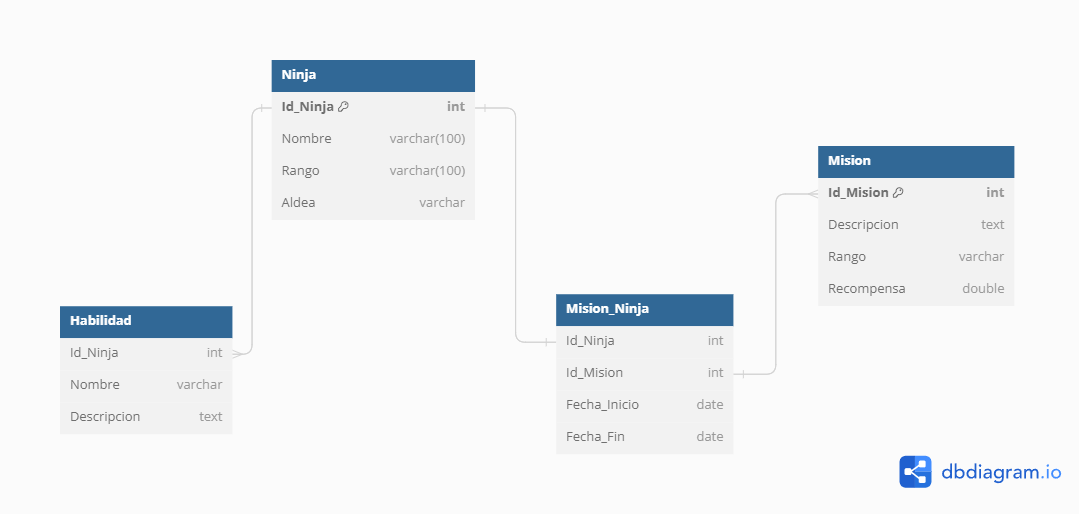 Ninja
Id_Ninja int
Nombre varchar(100)
Rango varchar(100)
Aldea varchar
Mision
Id_Mision int
Descripcion text
Rango varchar
Recompensa double
Habilidad
Id_Ninja int
Nombre varchar
Descripcion text
Mision_Ninja
Id_Ninja int
Id_Mision int
Fecha_Inicio date
Fecha_Fin date
dbdiagram.io